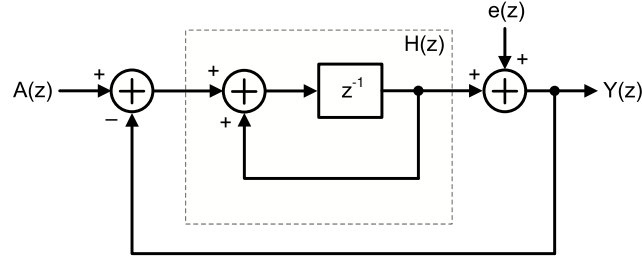 e(z)
H(z)
A(z) + − + + z⁻¹ + + Y(z)